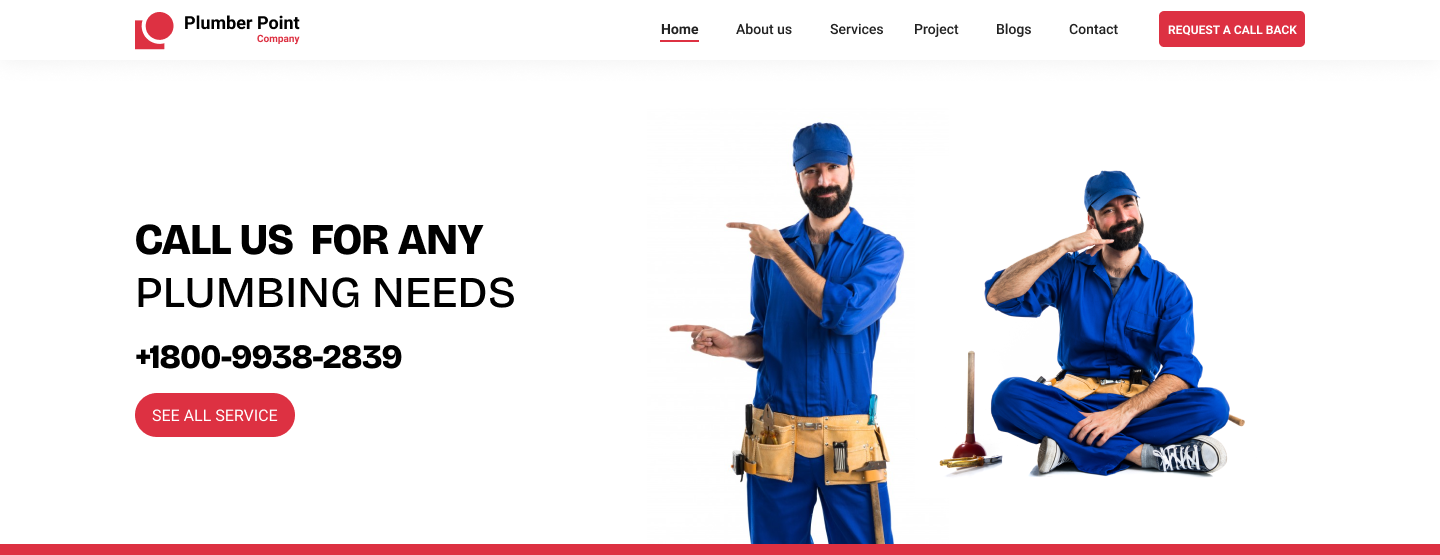 Plumber Point
Company
Home About us Services Project Blogs Contact REQUEST A CALL BACK
CALL US FOR ANY
PLUMBING NEEDS
+1800-9938-2839
SEE ALL SERVICE